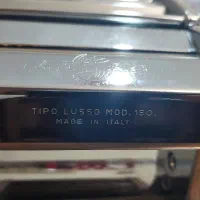 TIPO LUSSO MOD. 150.
MADE IN ITALY